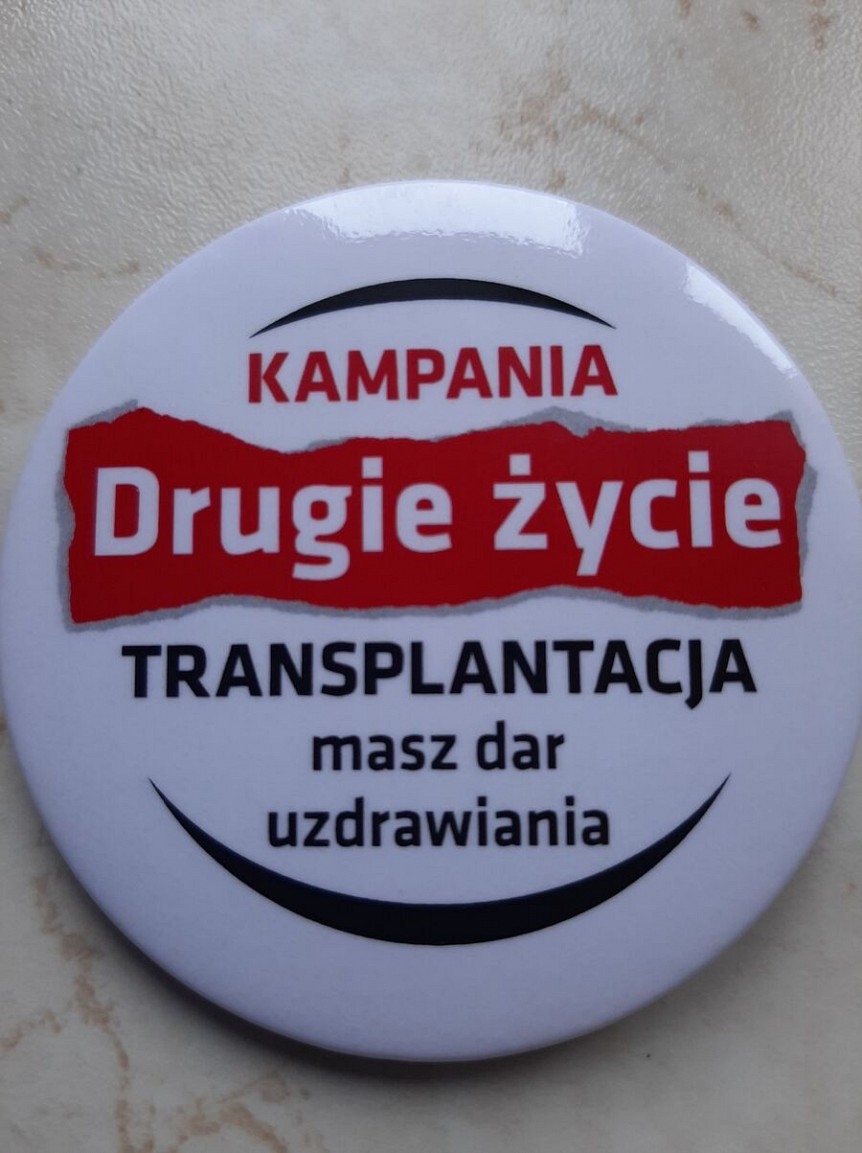 KAMPANIA
Drugie życie
TRANSPLANTACJA
masz dar
uzdrawiania